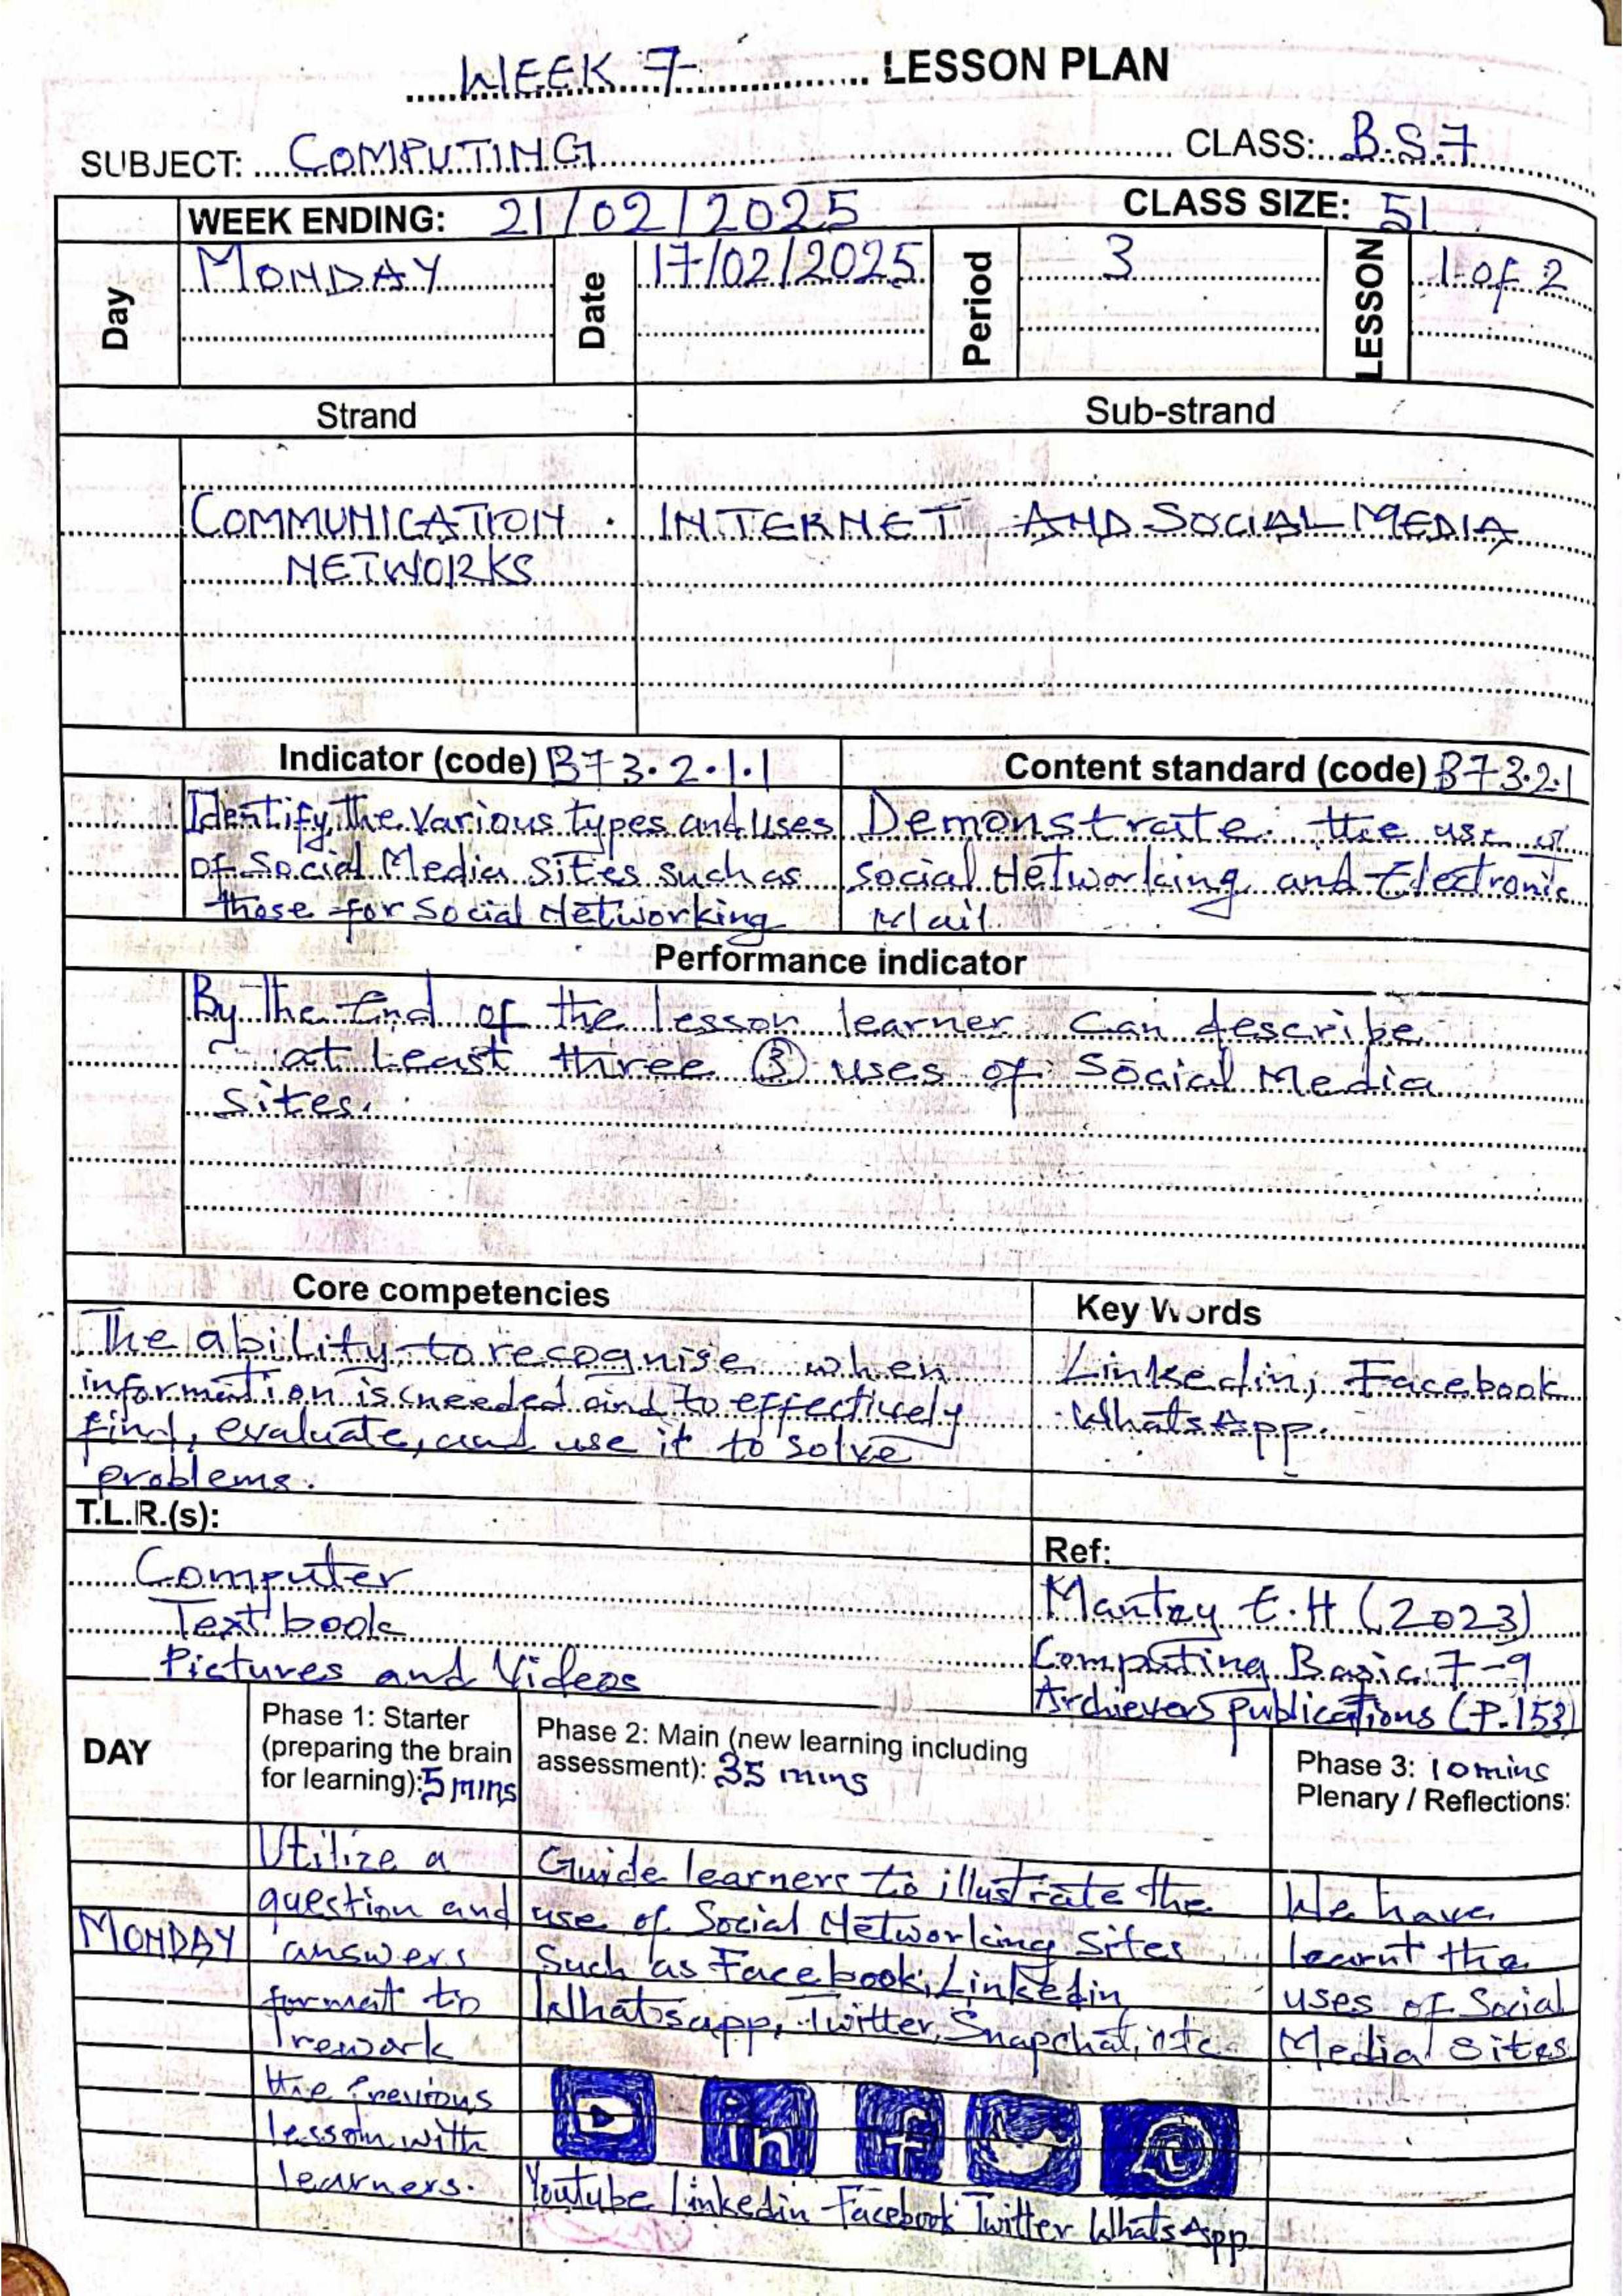 WEEK 7 LESSON PLAN
SUBJECT: COMPUTING CLASS: B.S.7
WEEK ENDING: 21/02/2025 CLASS SIZE: 51
Day MONDAY Date 17/02/2025 Period 3 LESSON 1 of 2
Strand Sub-strand
COMMUNICATION INTERNET AND SOCIAL MEDIA
NETWORKS
Indicator (code) B7 3.2.1.1 Content standard (code) B7 3.2.1
Identify the Various types and Uses
of Social Media Sites such as
those for Social Networking
Demonstrate the use of
Social Networking and Electronic
Mail.
Performance indicator
By the End of the lesson learner can describe
at least three ③ uses of Social Media
Sites.
Core competencies
The ability to recognise when
information is needed and to effectively
find, evaluate, and use it to solve
problems.
Key Words
Linkedin, Facebook
WhatsApp.
T.L.R.(s):
Computer
Text book
Pictures and Videos
Ref:
Mantey E.H (2023)
Computing Basic 7-9
Archievers Publications (P.153)
DAY
Phase 1: Starter
(preparing the brain
for learning): 5 mins
Phase 2: Main (new learning including
assessment): 35 mins
Phase 3: 10 mins
Plenary / Reflections:
MONDAY
Utilize a
question and
answers
format to
the Previous
lesson with
learners.
Guide learners to illustrate the
use of Social Networking Sites
Such as Facebook, Linkedin
Whatsapp, Twitter, Snapchat, etc
in f
Youtube Linkedin Facebook Twitter WhatsApp
We have
learnt the
uses of Social
Media Sites